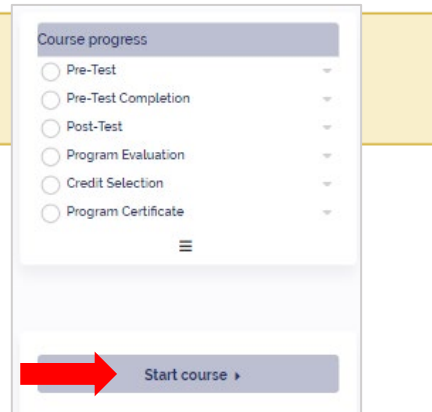 Course progress
Pre-Test
Pre-Test Completion
Post-Test
Program Evaluation
Credit Selection
Program Certificate
Start course